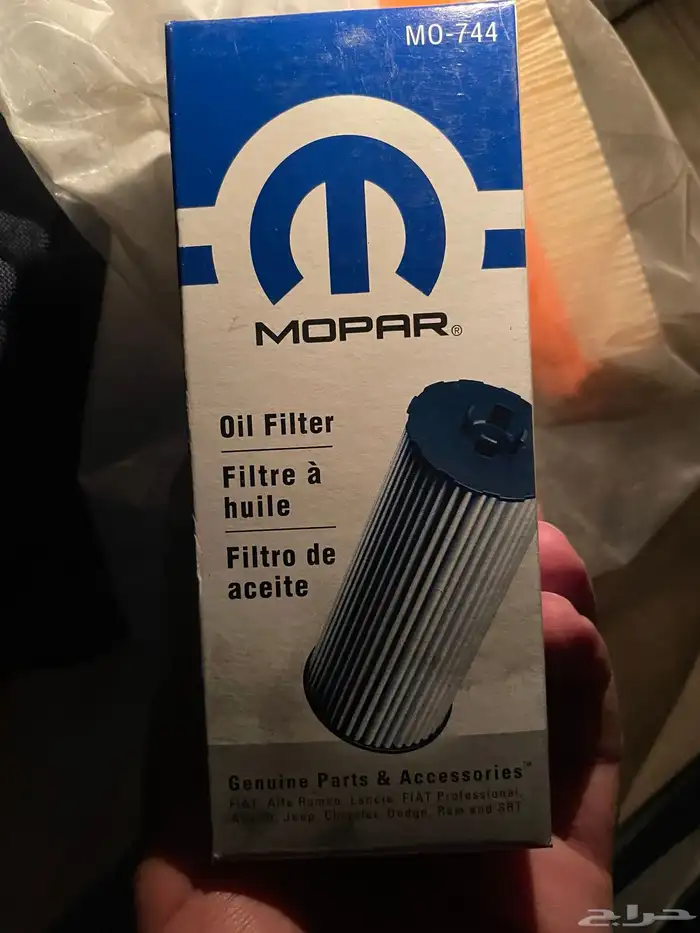 MO-744
MOPAR®
Oil Filter
Filtre à
huile
Filtro de
aceite
Genuine Parts & Accessories™
FIAT, Alfa Romeo, Lancia, FIAT Professional,
Abarth, Jeep, Chrysler, Dodge, Ram and SRT
حراج